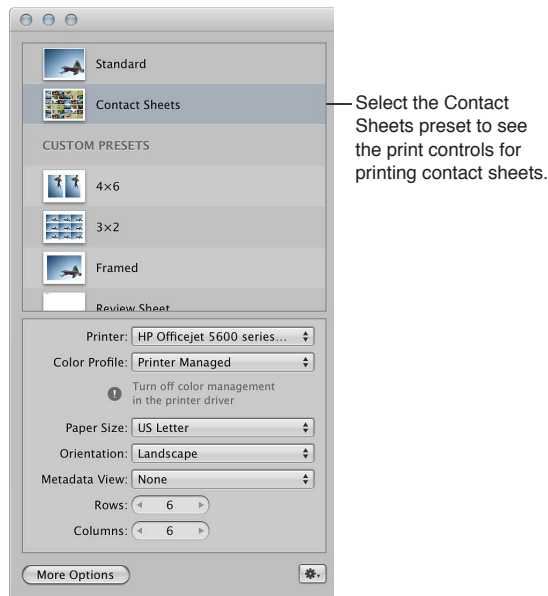 Standard
Contact Sheets
CUSTOM PRESETS
4×6
3×2
Framed
Review Sheet
Printer: HP Officejet 5600 series...
Color Profile: Printer Managed
! Turn off color management
in the printer driver
Paper Size: US Letter
Orientation: Landscape
Metadata View: None
Rows: 6
Columns: 6
More Options
Select the Contact
Sheets preset to see
the print controls for
printing contact sheets.